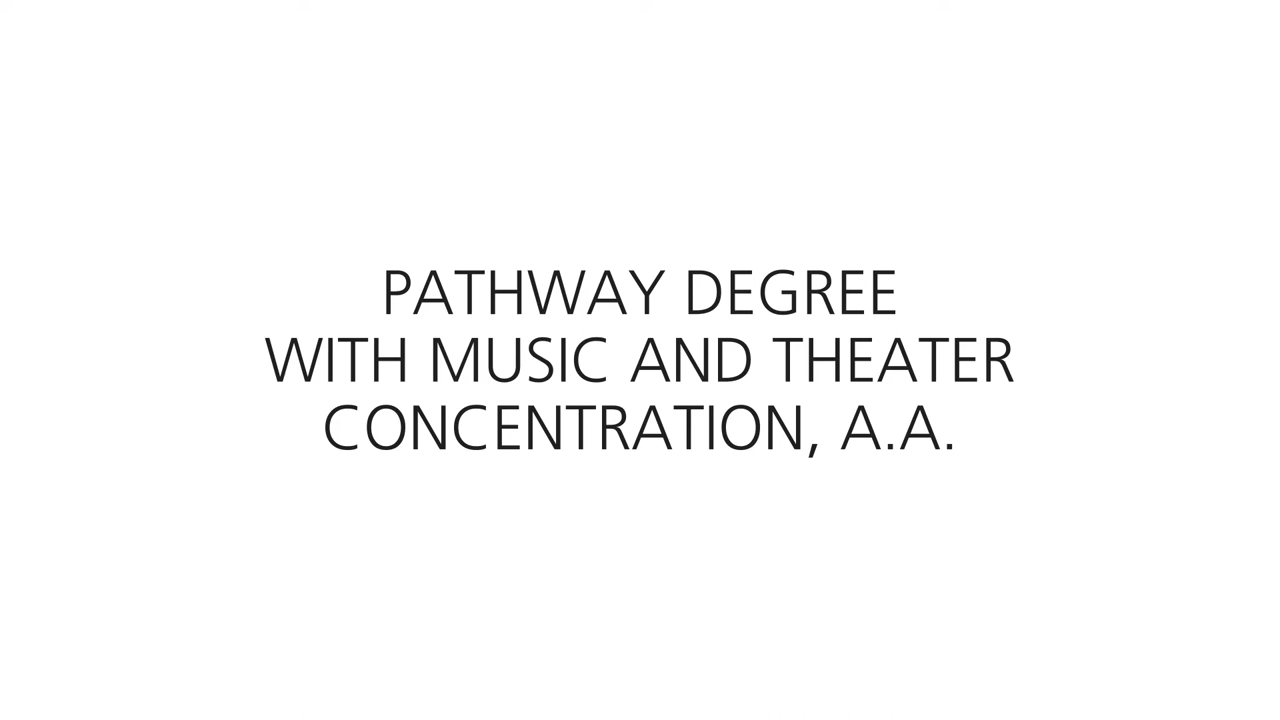 PATHWAY DEGREE
WITH MUSIC AND THEATER
CONCENTRATION, A.A.